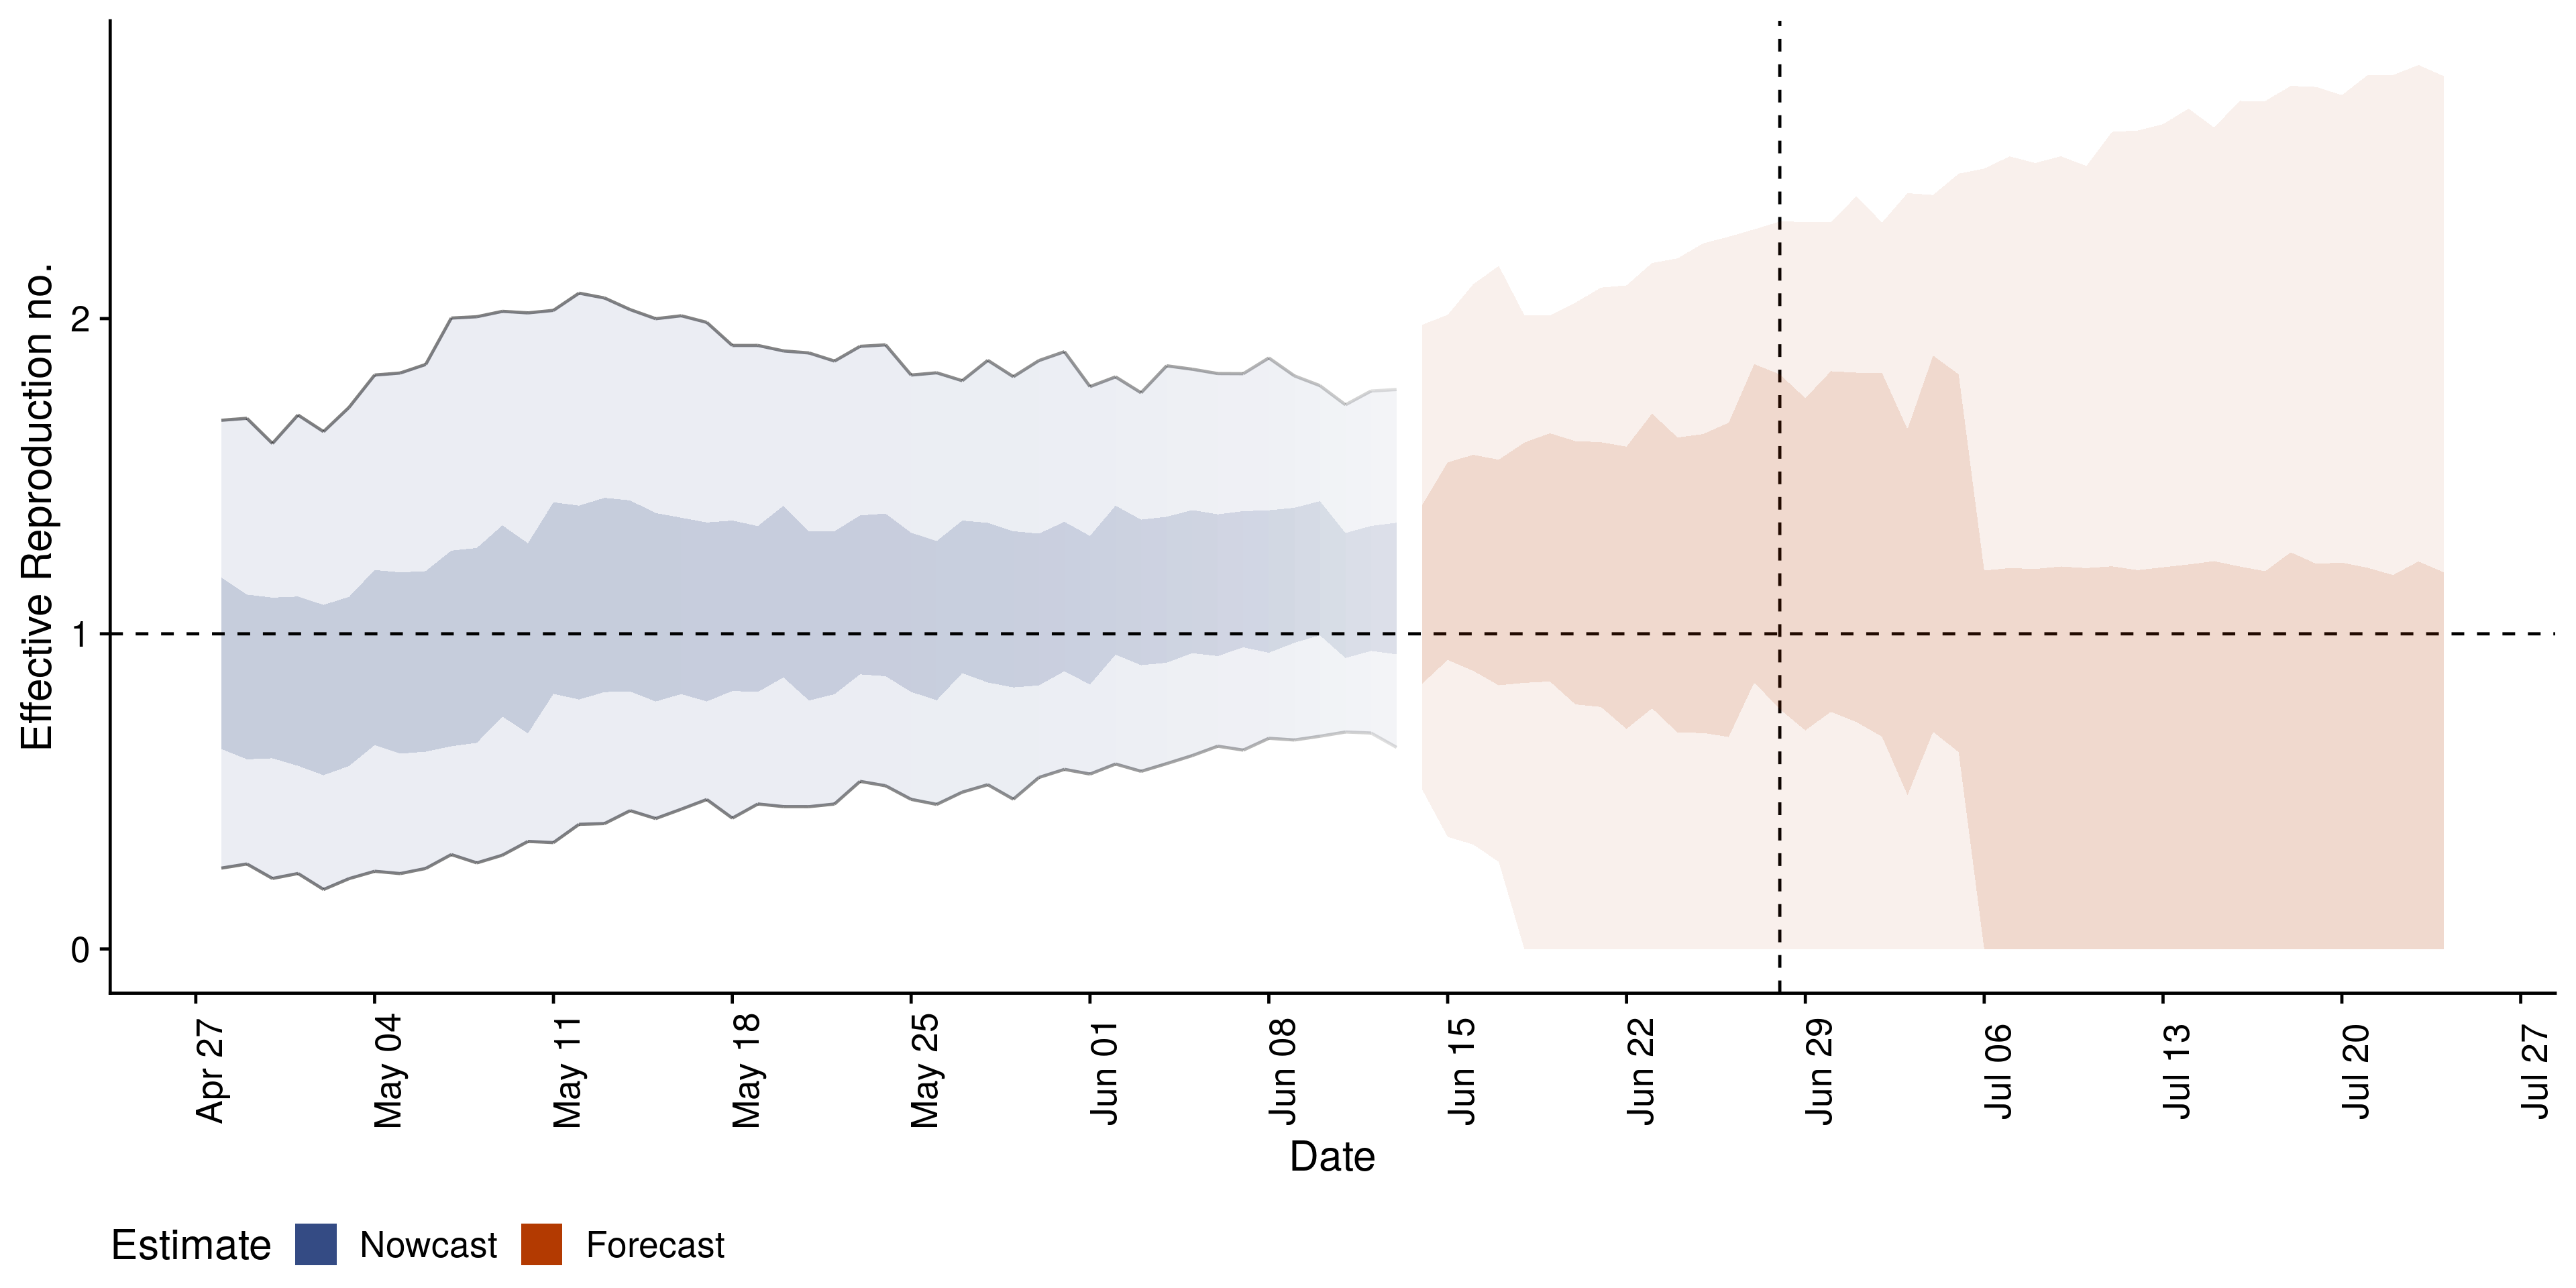 Effective Reproduction no.
2
1
0
Apr 27
May 04
May 11
May 18
May 25
Jun 01
Jun 08
Jun 15
Jun 22
Jun 29
Jul 06
Jul 13
Jul 20
Jul 27
Date
Estimate Nowcast Forecast